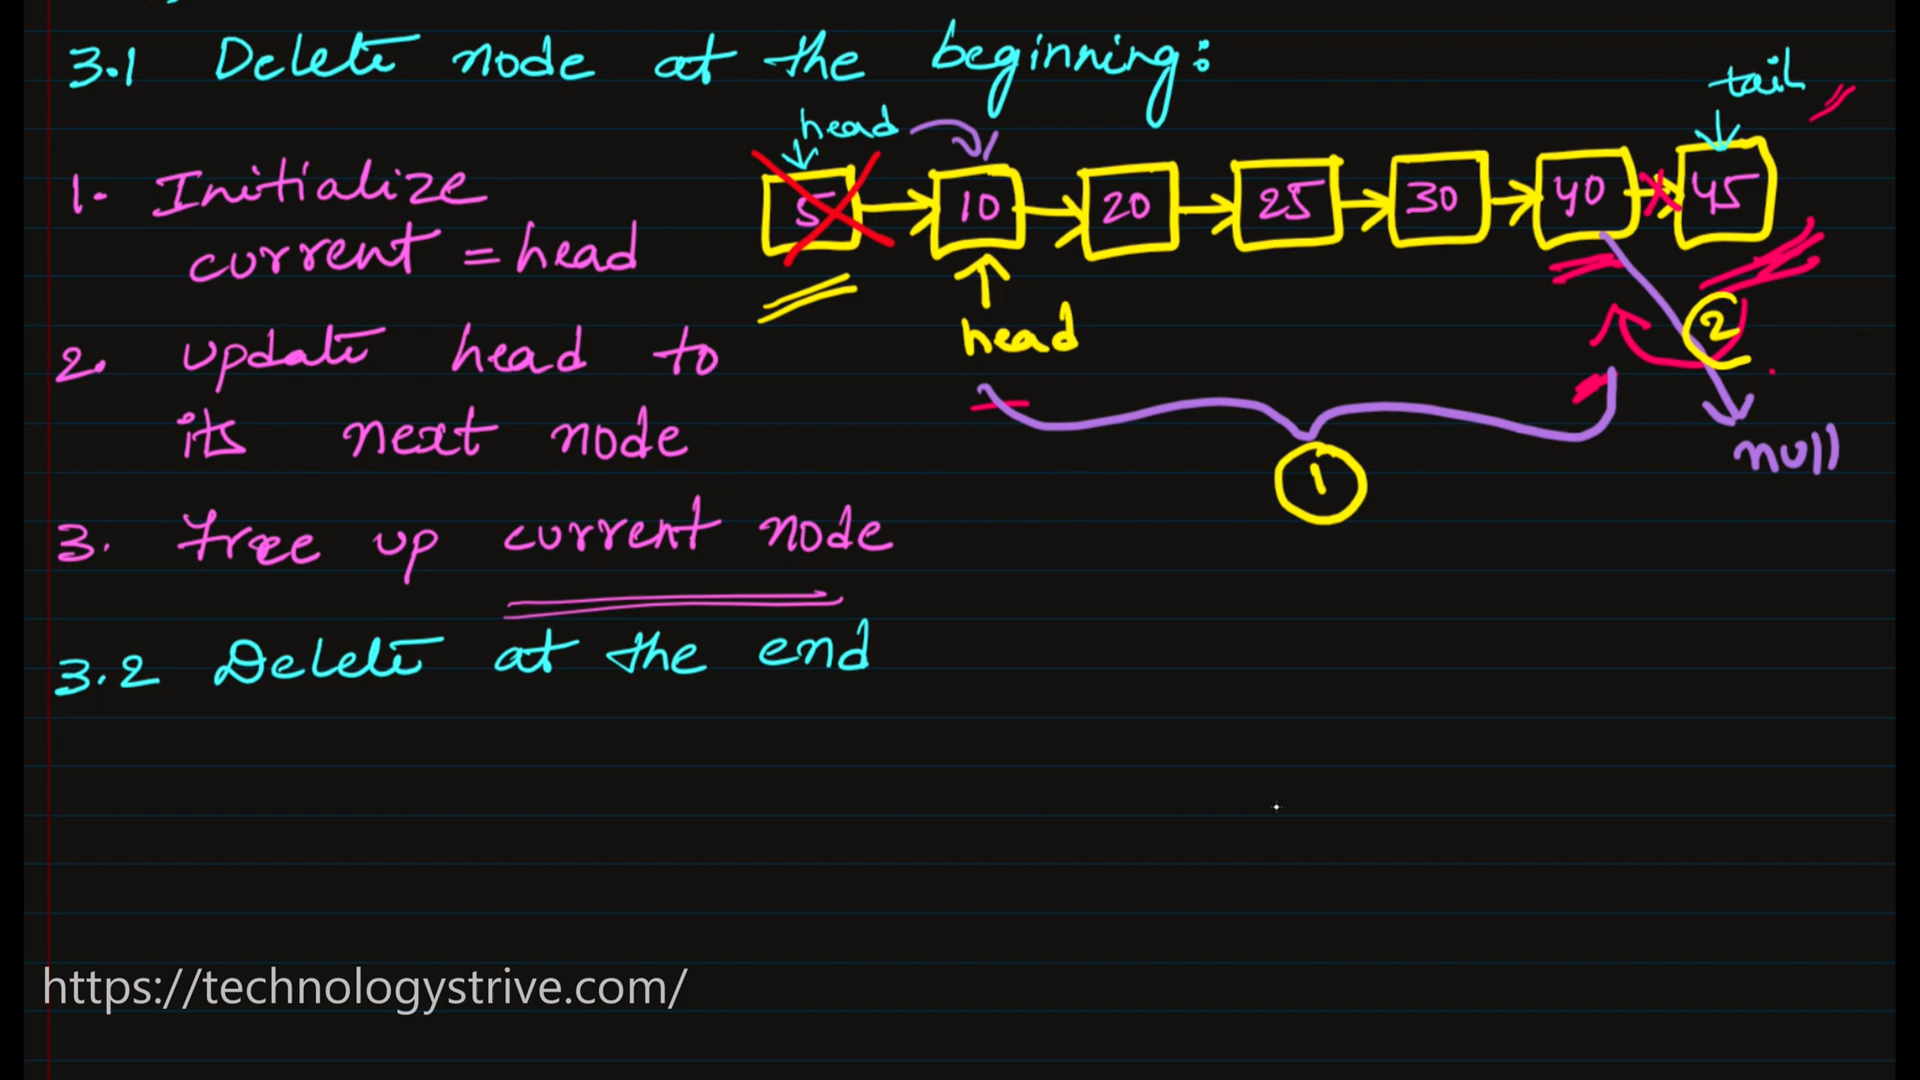 3.1 Delete node at the beginning:
tail
head
1. Initialize
5 10 20 25 30 40 45
current = head
head
2
2. update head to
its next node
null
1
3. Free up current node
3.2 Delete at the end
https://technologystrive.com/